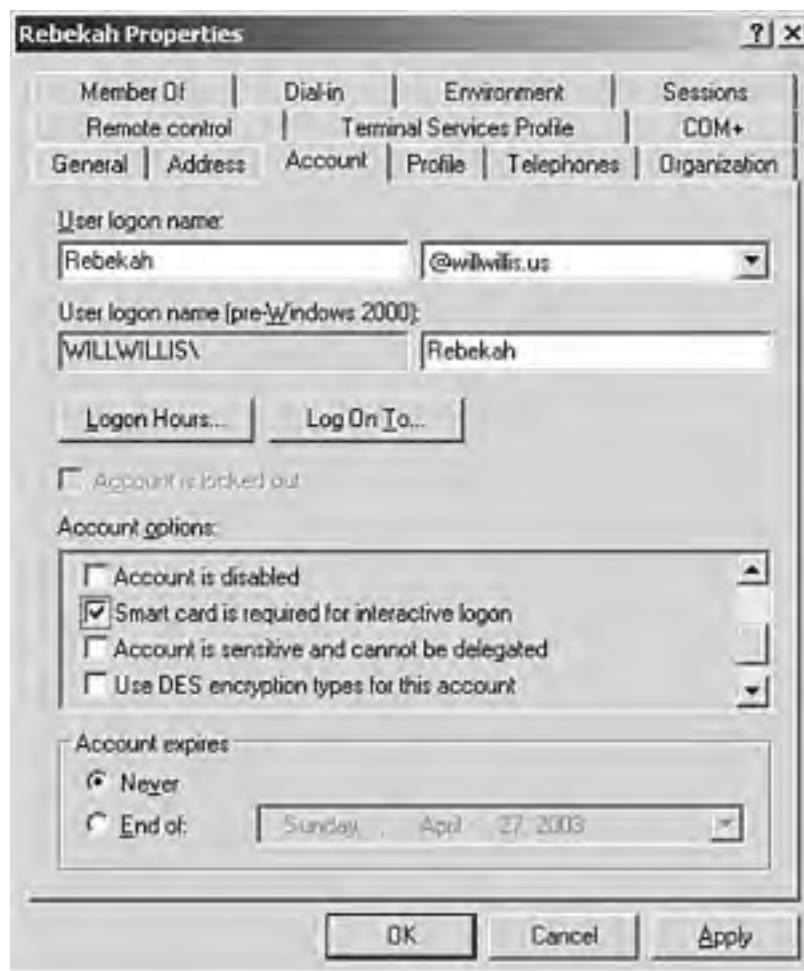 Rebekah Properties
? ×
Member Of Dial-in Environment Sessions
Remote control Terminal Services Profile COM+
General Address Account Profile Telephones Organization
User logon name:
Rebekah @willwillis.us
User logon name (pre-Windows 2000):
WILLWILLIS\ Rebekah
Logon Hours... Log On To...
Account is locked out
Account options:
Account is disabled
Smart card is required for interactive logon
Account is sensitive and cannot be delegated
Use DES encryption types for this account
Account expires
Never
End of: Sunday , April 27, 2003
OK Cancel Apply